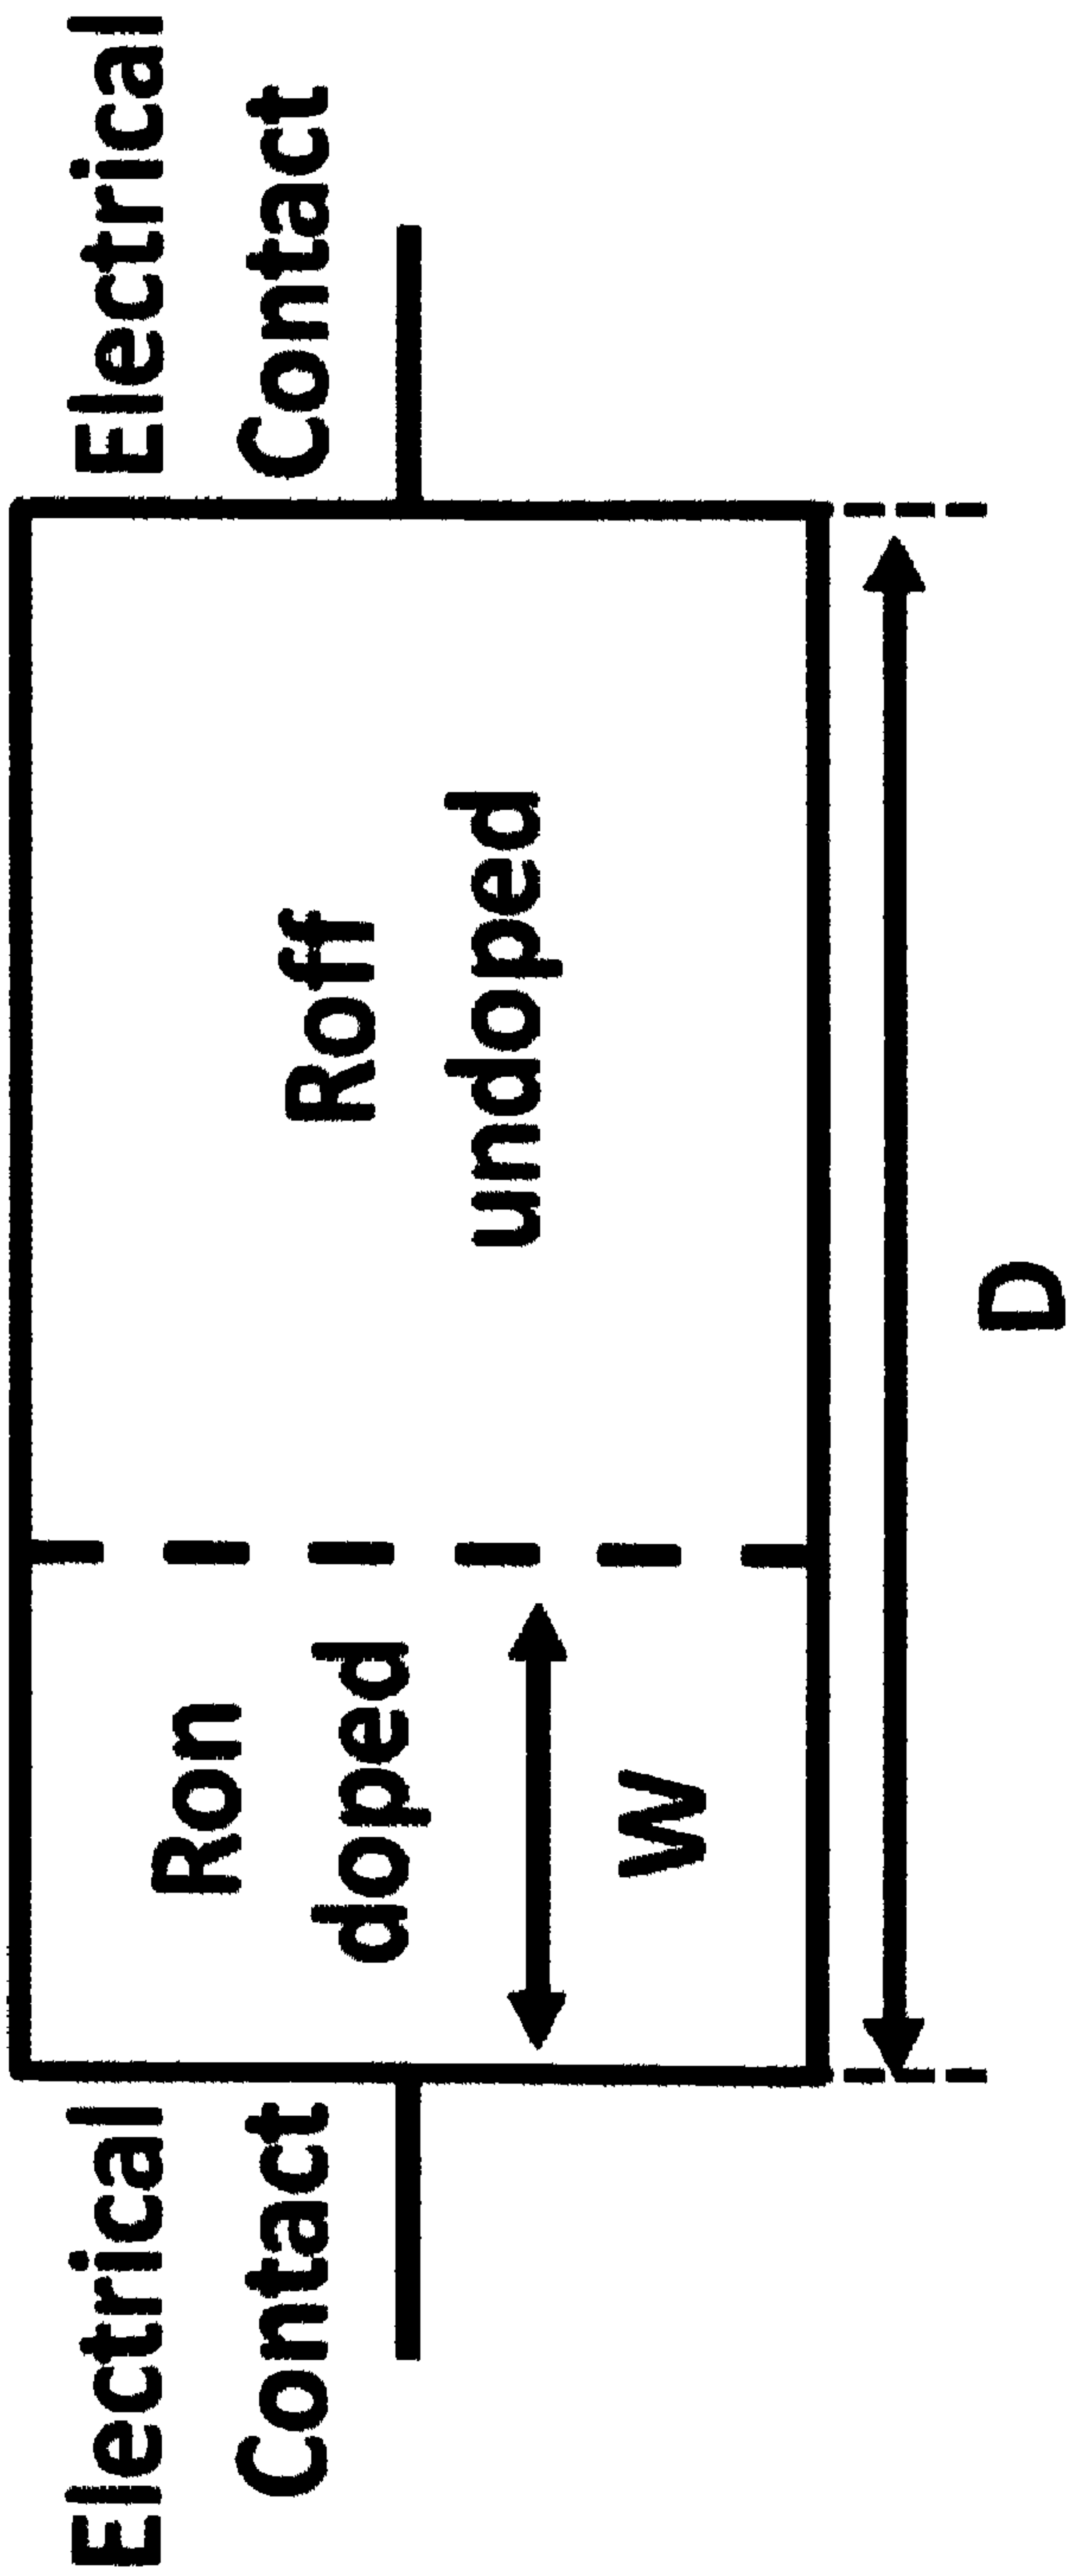 Electrical
Contact
Ron
doped
W
Roff
undoped
Electrical
Contact
D